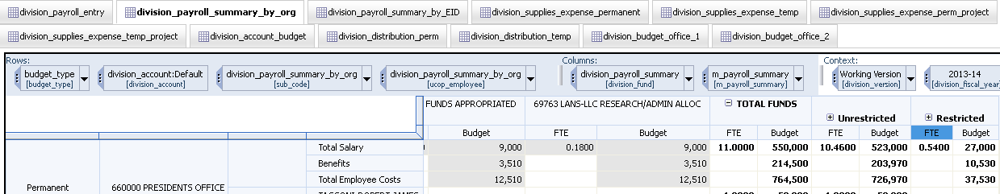 division_payroll_entry division_payroll_summary_by_org division_payroll_summary_by_EID division_supplies_expense_permanent division_supplies_expense_temp division_supplies_expense_perm_project
division_supplies_expense_temp_project division_account_budget division_distribution_perm division_distribution_temp division_budget_office_1 division_budget_office_2
Rows: Columns: Context:
budget_type division_account:Default division_payroll_summary_by_org division_payroll_summary_by_org division_payroll_summary m_payroll_summary Working Version 2013-14
[budget_type] [division_account] [sub_code] [ucop_employee] [division_fund] [m_payroll_summary] [division_version] [division_fiscal_year]
FUNDS APPROPRIATED 69763 LANS-LLC RESEARCH/ADMIN ALLOC TOTAL FUNDS
Unrestricted Restricted
Budget FTE Budget FTE Budget FTE Budget FTE Budget
Total Salary 9,000 0.1800 9,000 11.0000 550,000 10.4600 523,000 0.5400 27,000
Benefits 3,510 3,510 214,500 203,970 10,530
Total Employee Costs 12,510 12,510 764,500 726,970 37,530
Permanent 660000 PRESIDENTS OFFICE